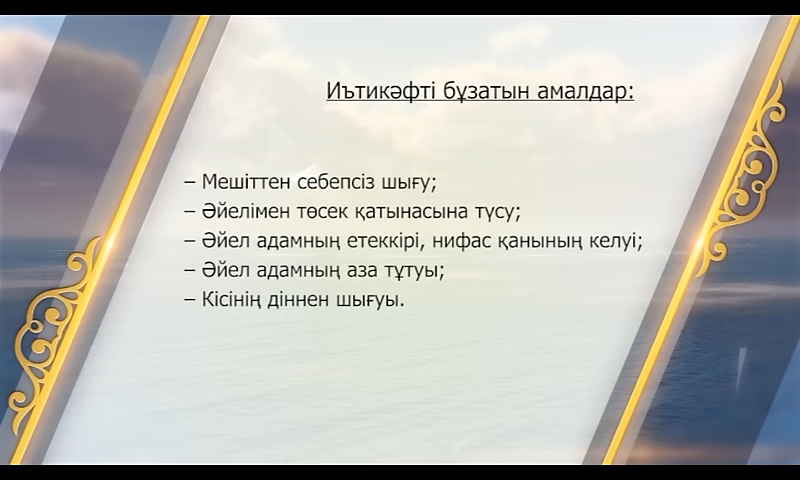 Иътикәфті бұзатын амалдар:
– Мешіттен себепсіз шығу;
– Әйелімен төсек қатынасына түсу;
– Әйел адамның етеккірі, нифас қанының келуі;
– Әйел адамның аза тұтуы;
– Кісінің діннен шығуы.